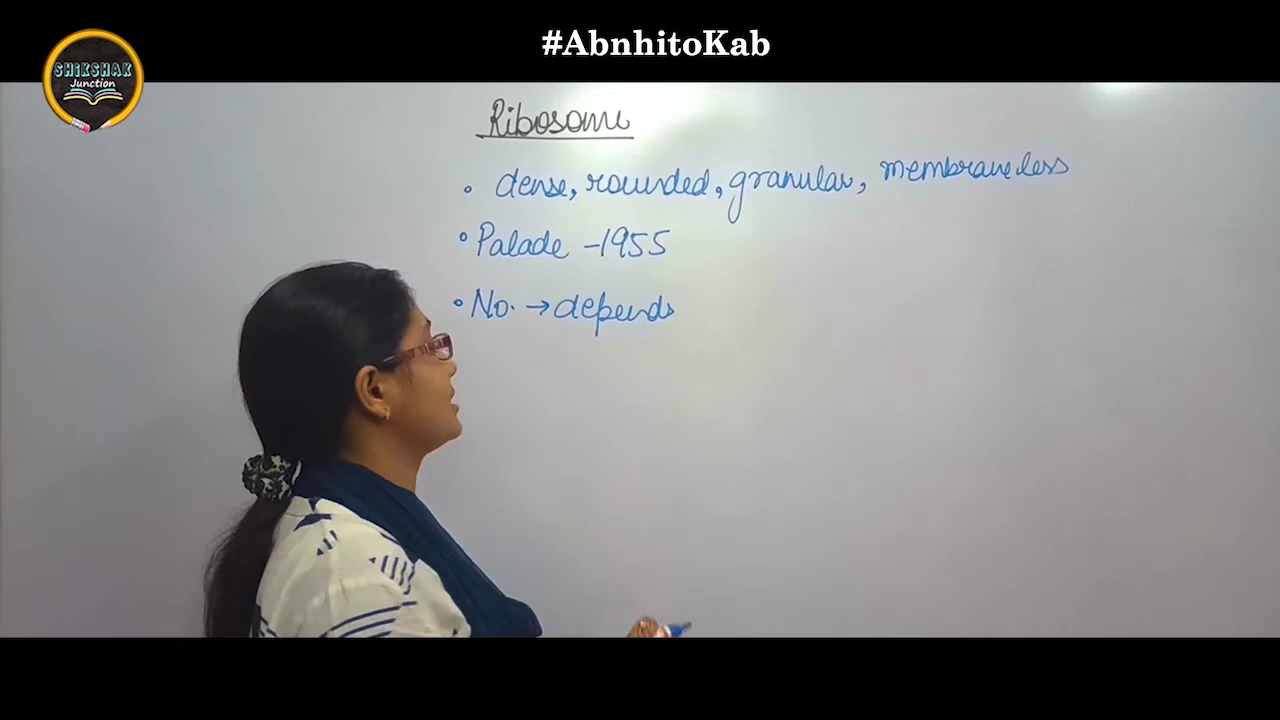 #AbnhitoKab
SHiKSHAK
Junction
Ribosome
• dense, rounded, granular, membraneless
• Palade -1955
• No. → depends